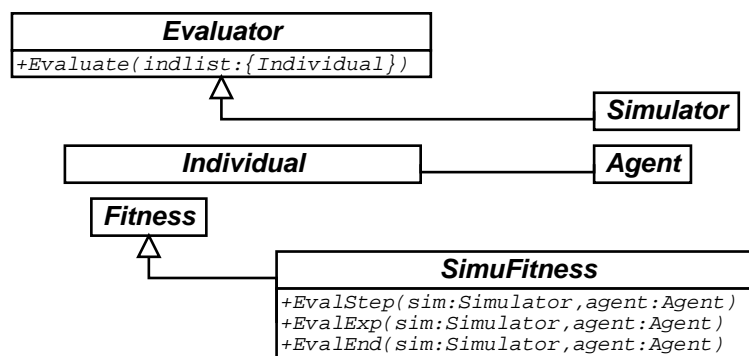 Evaluator
+Evaluate(indlist:{Individual})
Simulator
Individual
Agent
Fitness
SimuFitness
+EvalStep(sim:Simulator,agent:Agent)
+EvalExp(sim:Simulator,agent:Agent)
+EvalEnd(sim:Simulator,agent:Agent)